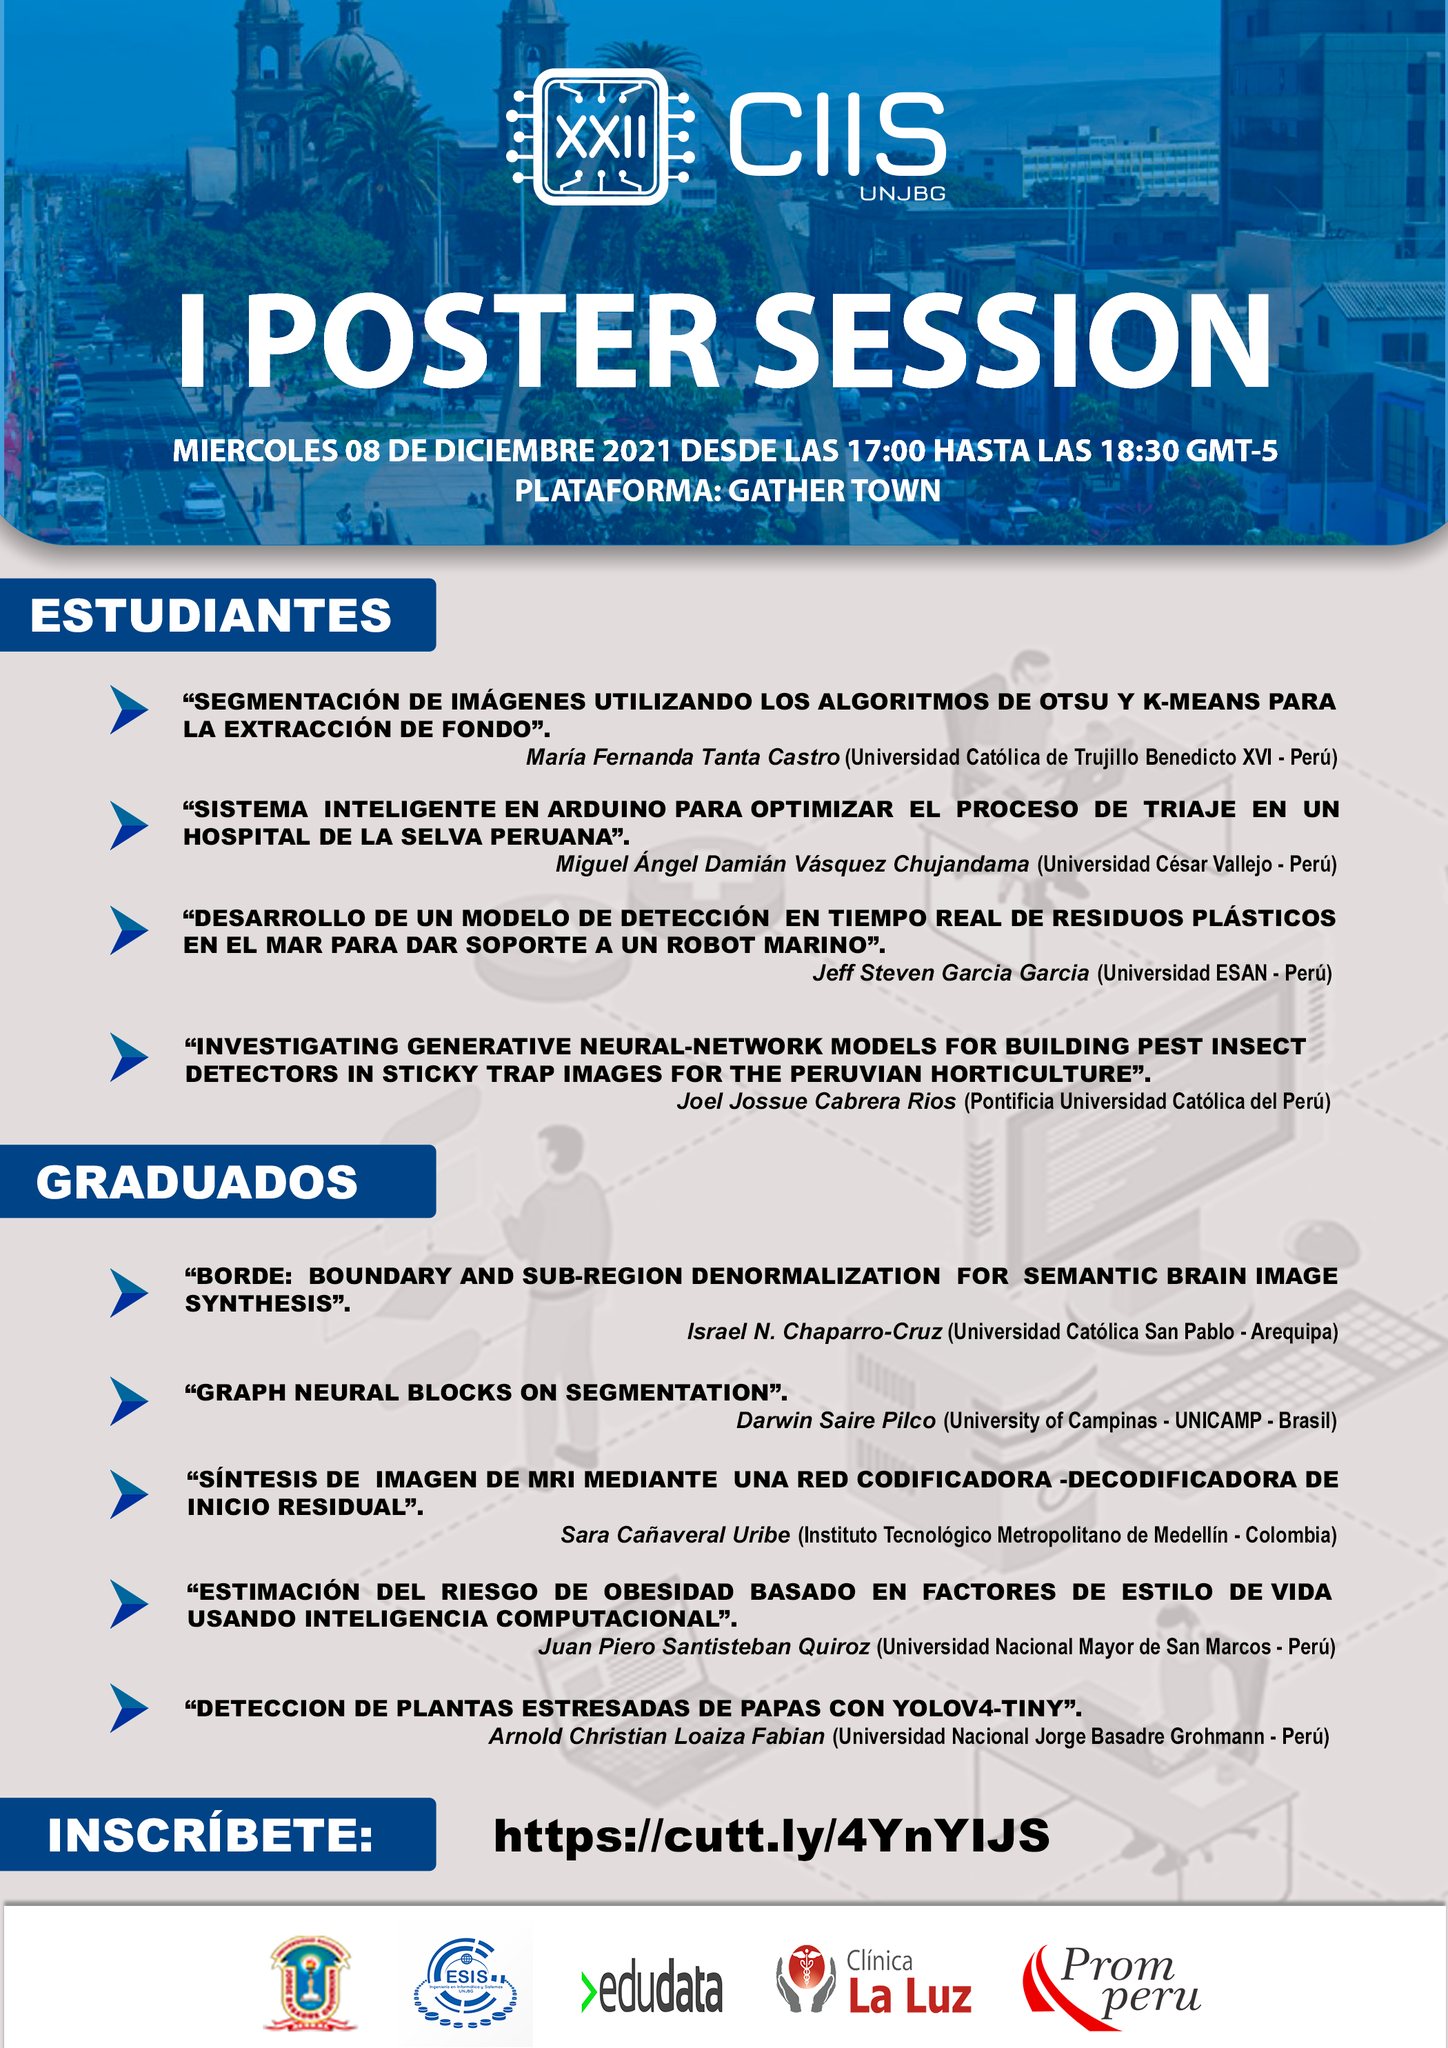 XXII
CIIS
UNJBG
I POSTER SESSION
MIERCOLES 08 DE DICIEMBRE 2021 DESDE LAS 17:00 HASTA LAS 18:30 GMT-5
PLATAFORMA: GATHER TOWN
ESTUDIANTES
“SEGMENTACIÓN DE IMÁGENES UTILIZANDO LOS ALGORITMOS DE OTSU Y K-MEANS PARA
LA EXTRACCIÓN DE FONDO”.
María Fernanda Tanta Castro (Universidad Católica de Trujillo Benedicto XVI - Perú)
“SISTEMA INTELIGENTE EN ARDUINO PARA OPTIMIZAR EL PROCESO DE TRIAJE EN UN
HOSPITAL DE LA SELVA PERUANA”.
Miguel Ángel Damián Vásquez Chujandama (Universidad César Vallejo - Perú)
“DESARROLLO DE UN MODELO DE DETECCIÓN EN TIEMPO REAL DE RESIDUOS PLÁSTICOS
EN EL MAR PARA DAR SOPORTE A UN ROBOT MARINO”.
Jeff Steven Garcia Garcia (Universidad ESAN - Perú)
“INVESTIGATING GENERATIVE NEURAL-NETWORK MODELS FOR BUILDING PEST INSECT
DETECTORS IN STICKY TRAP IMAGES FOR THE PERUVIAN HORTICULTURE”.
Joel Jossue Cabrera Rios (Pontificia Universidad Católica del Perú)
GRADUADOS
“BORDE: BOUNDARY AND SUB-REGION DENORMALIZATION FOR SEMANTIC BRAIN IMAGE
SYNTHESIS”.
Israel N. Chaparro-Cruz (Universidad Católica San Pablo - Arequipa)
“GRAPH NEURAL BLOCKS ON SEGMENTATION”.
Darwin Saire Pilco (University of Campinas - UNICAMP - Brasil)
“SÍNTESIS DE IMAGEN DE MRI MEDIANTE UNA RED CODIFICADORA -DECODIFICADORA DE
INICIO RESIDUAL”.
Sara Cañaveral Uribe (Instituto Tecnológico Metropolitano de Medellín - Colombia)
“ESTIMACIÓN DEL RIESGO DE OBESIDAD BASADO EN FACTORES DE ESTILO DE VIDA
USANDO INTELIGENCIA COMPUTACIONAL”.
Juan Piero Santisteban Quiroz (Universidad Nacional Mayor de San Marcos - Perú)
“DETECCION DE PLANTAS ESTRESADAS DE PAPAS CON YOLOV4-TINY”.
Arnold Christian Loaiza Fabian (Universidad Nacional Jorge Basadre Grohmann - Perú)
INSCRÍBETE:
https://cutt.ly/4YnYIJS
ESIS
UNJBG
edudata
Clínica
La Luz
Prom
peru